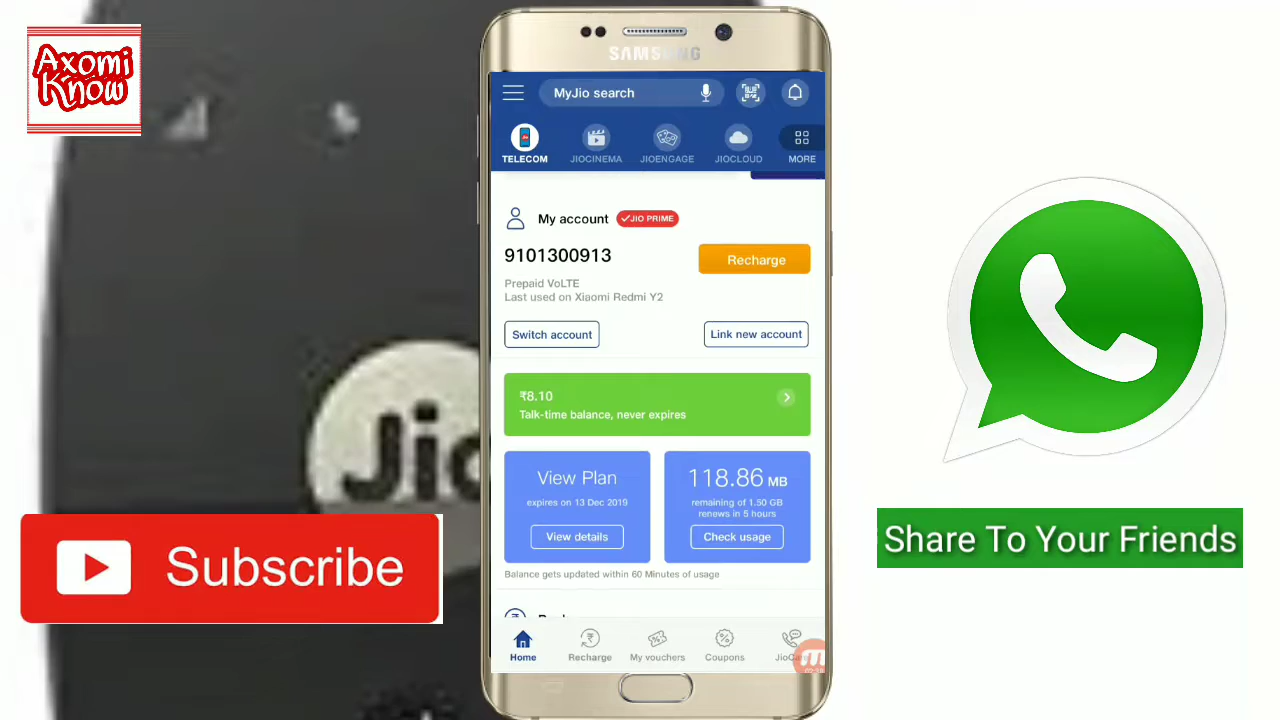 Axomi
Know
SAMSUNG
MyJio search
TELECOM
JIOCINEMA
JIOENGAGE
JIOCLOUD
MORE
My account
JIO PRIME
9101300913
Recharge
Prepaid VoLTE
Last used on Xiaomi Redmi Y2
Switch account
Link new account
₹8.10
Talk-time balance, never expires
View Plan
expires on 13 Dec 2019
View details
118.86 MB
remaining of 1.50 GB
renews in 5 hours
Check usage
Balance gets updated within 60 Minutes of usage
Home
Recharge
My vouchers
Coupons
Jio
Subscribe
Share To Your Friends